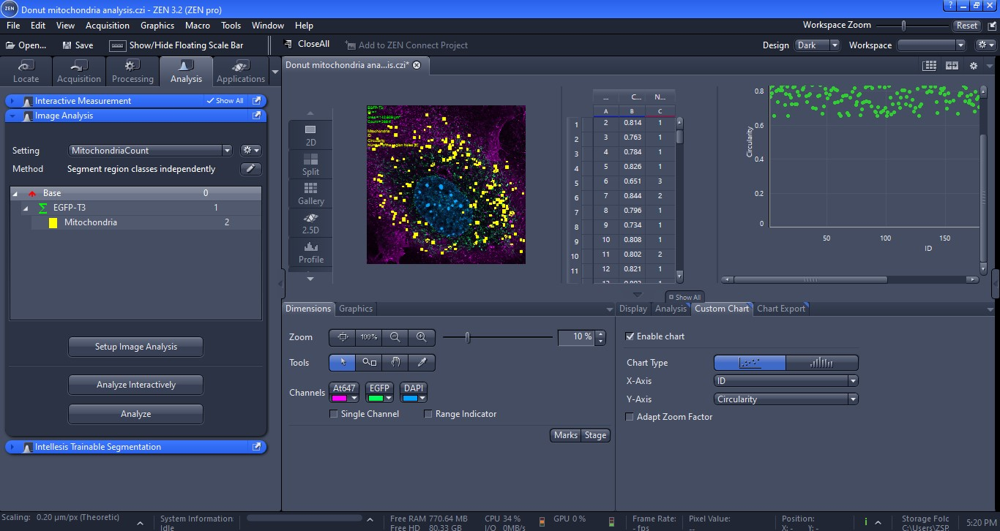 ZEN Donut mitochondria analysis.czi - ZEN 3.2 (ZEN pro)
File Edit View Acquisition Graphics Macro Tools Window Help
Workspace Zoom Reset
Open... Save Show/Hide Floating Scale Bar CloseAll Add to ZEN Connect Project
Design Dark Workspace
Locate Acquisition Processing Analysis Applications
Donut mitochondria ana...is.czi*
Interactive Measurement Show All
Image Analysis
Setting MitochondriaCount
Method Segment region classes independently
Base 0
EGFP-T3 1
Mitochondria 2
Setup Image Analysis
Analyze Interactively
Analyze
Intellesis Trainable Segmentation
2D
Split
Gallery
2.5D
Profile
EGFP-T3
Mitochondria
ID
Circularity
... C... N...
A B C
1 2 0.814 1
2 3 0.763 1
3 4 0.784 1
4 5 0.826 1
5 6 0.651 3
6 7 0.844 2
7 8 0.796 1
8 9 0.734 1
9 10 0.808 1
10 11 0.802 2
11 12 0.821 1
Circularity
0.8
0.6
0.4
0.2
0
50 100 150
ID
Show All
Dimensions Graphics
Zoom 100% 10 %
Tools
Channels At647 EGFP DAPI
Single Channel Range Indicator
Marks Stage
Display Analysis Custom Chart Chart Export
Enable chart
Chart Type
X-Axis ID
Y-Axis Circularity
Adapt Zoom Factor
Scaling: 0.20 µm/px (Theoretic)
System Information:
Idle
Free RAM 770.64 MB
Free HD 80.33 GB
CPU 34 %
I/O 0MB/s
GPU 0 %
Frame Rate:
- fps
Pixel Value:
--
Position:
X: - Y: -
Storage Folc
C:\Users\ZSP
5:20 PM